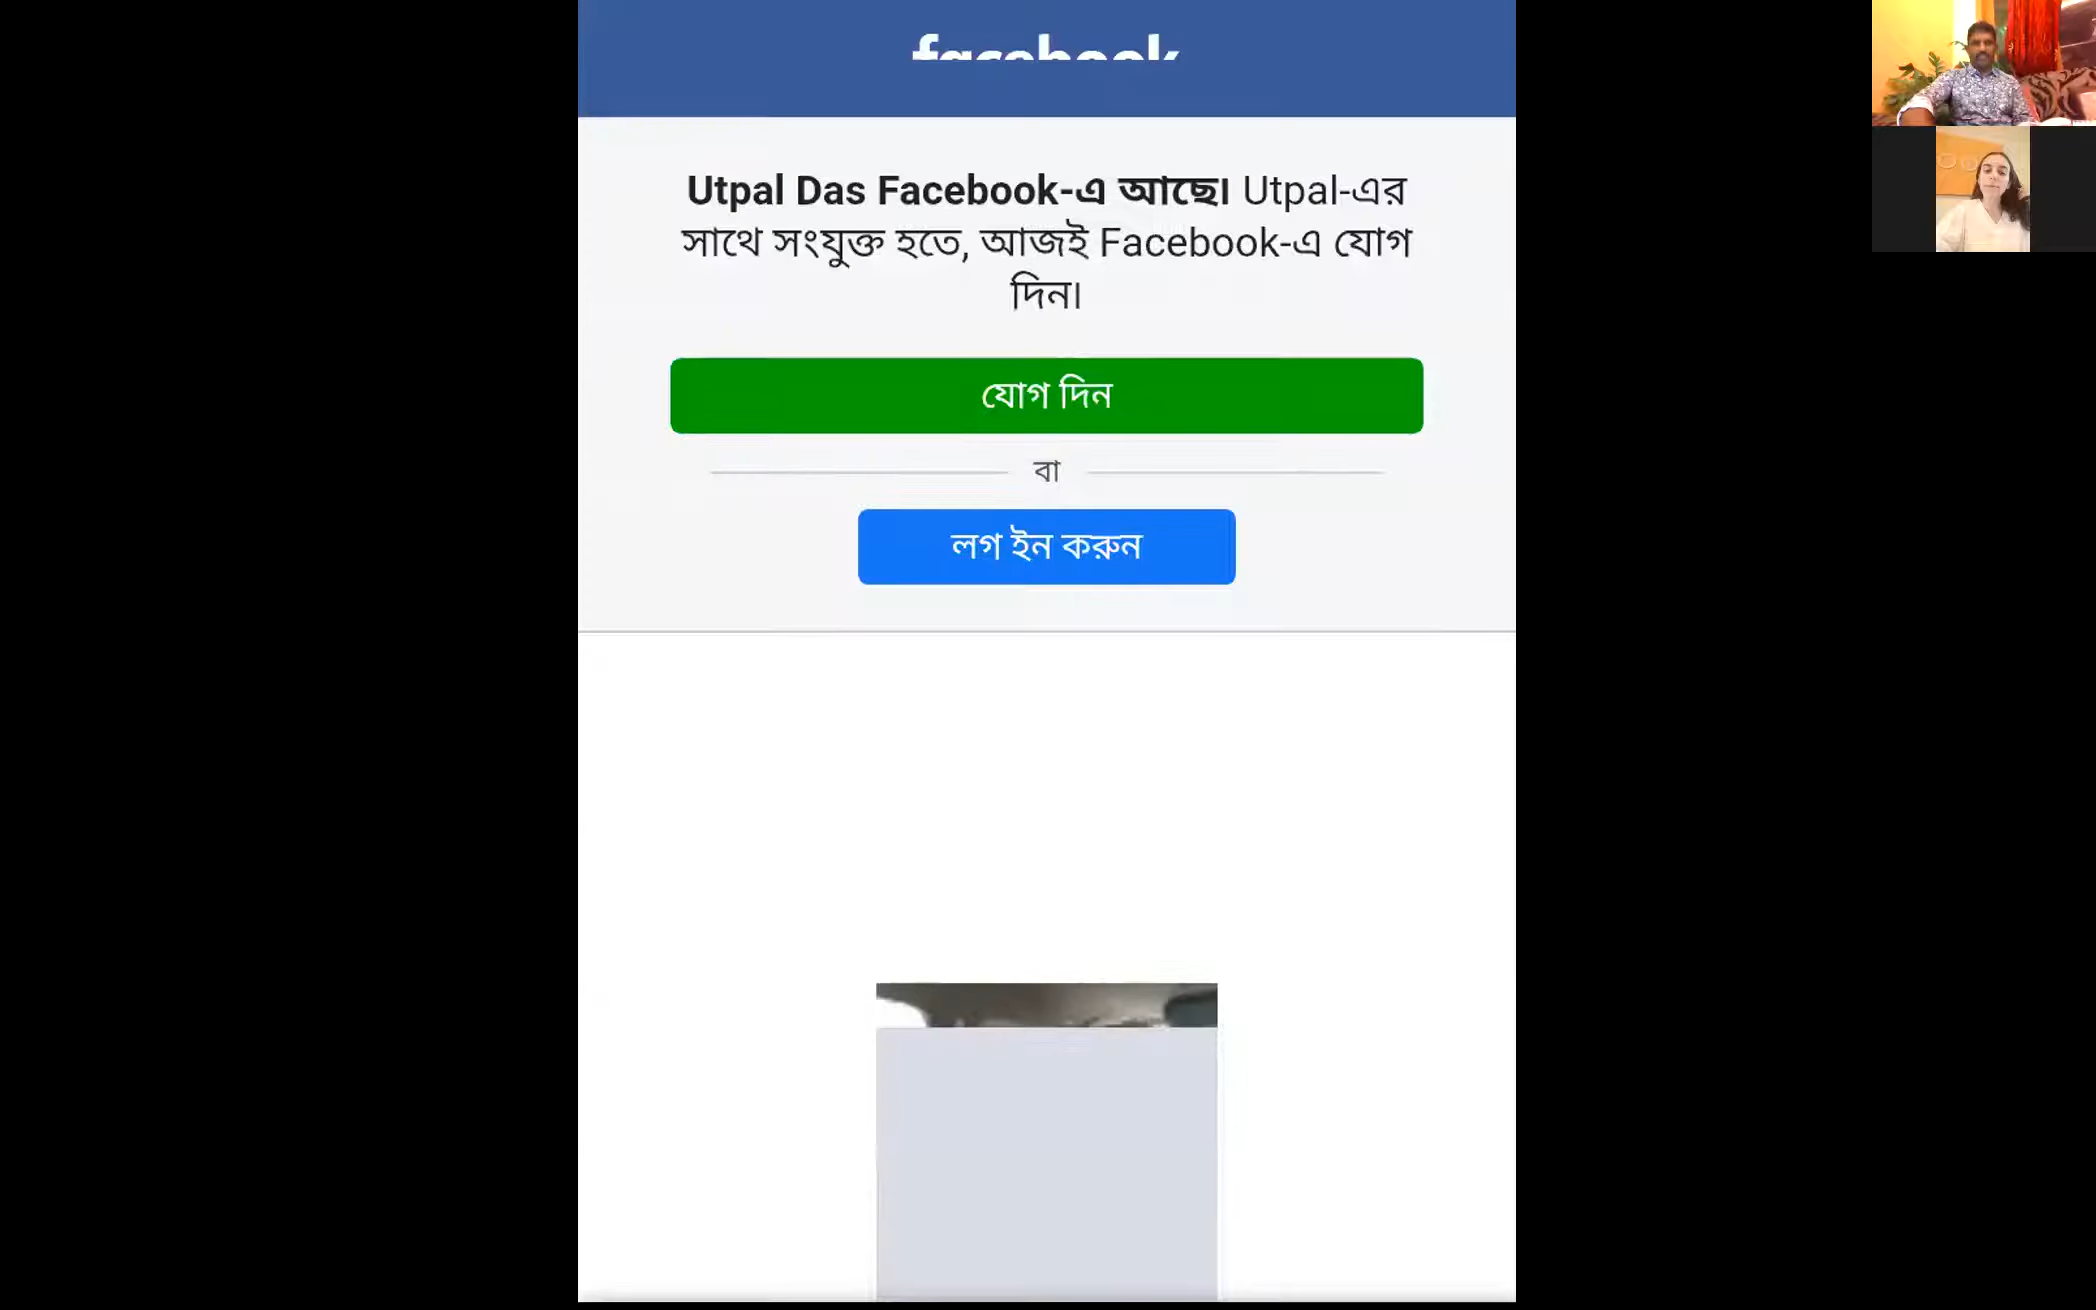 facebook
Utpal Das Facebook-এ আছে। Utpal-এর
সাথে সংযুক্ত হতে, আজই Facebook-এ যোগ
দিন।
যোগ দিন
বা
লগ ইন করুন